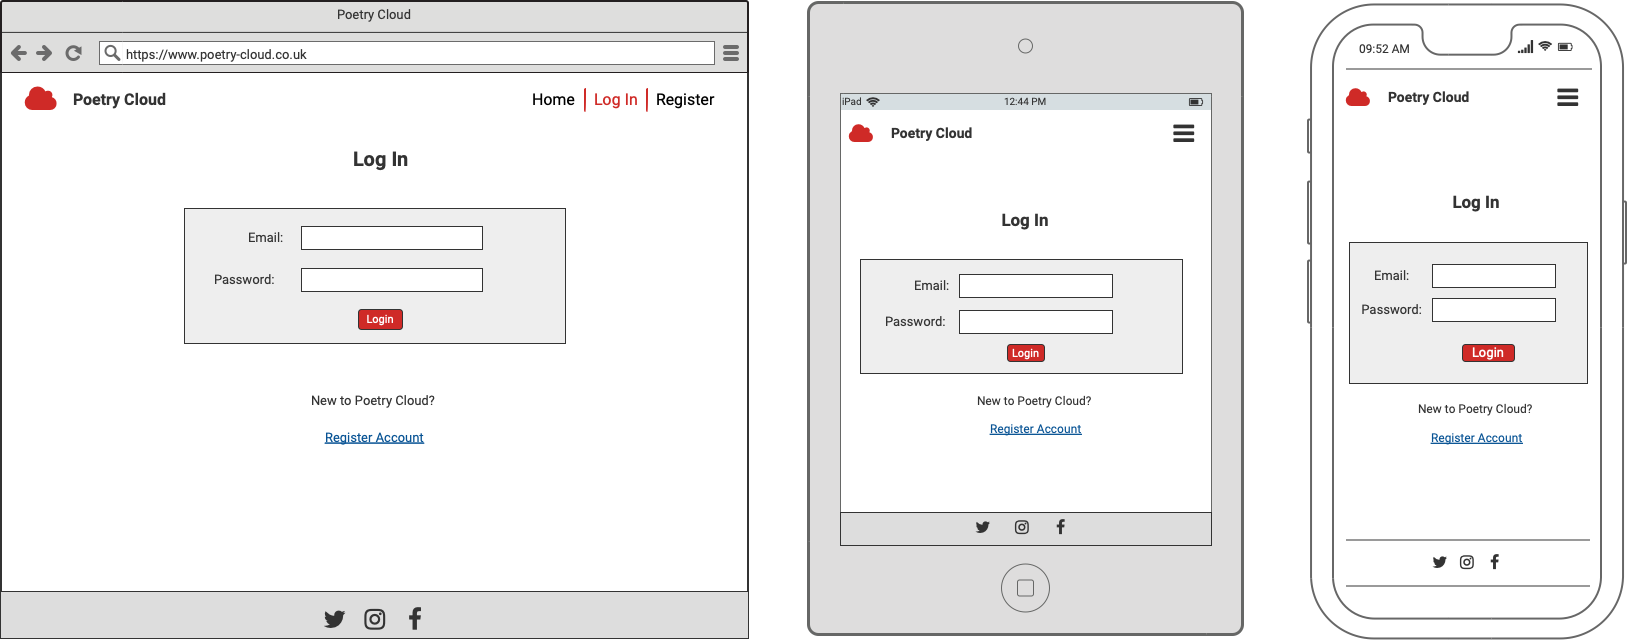 Poetry Cloud
https://www.poetry-cloud.co.uk
Poetry Cloud
Home Log In Register
Log In
Email:
Password:
Login
New to Poetry Cloud?
Register Account
iPad 12:44 PM
Poetry Cloud
Log In
Email:
Password:
Login
New to Poetry Cloud?
Register Account
09:52 AM
Poetry Cloud
Log In
Email:
Password:
Login
New to Poetry Cloud?
Register Account